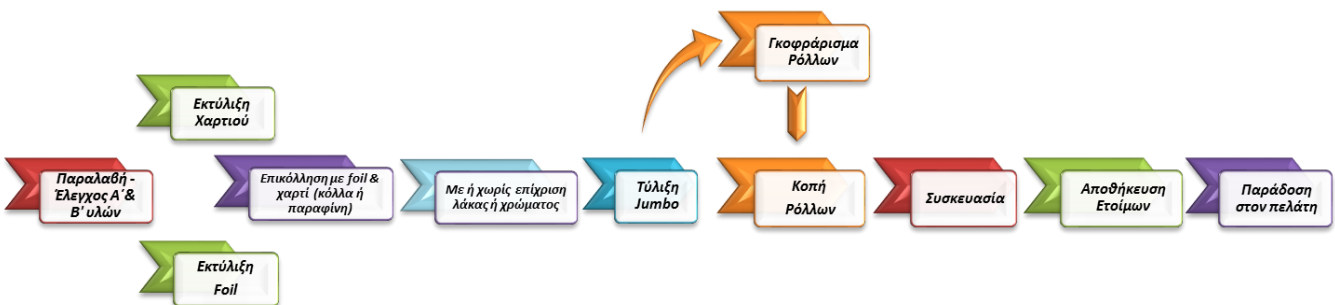 Γκοφράρισμα
Ρόλλων
Εκτύλιξη
Χαρτιού
Παραλαβή -
Έλεγχος Α΄&
Β' υλών
Επικόλληση με foil &
χαρτί (κόλλα ή
παραφίνη)
Με ή χωρίς επίχριση
λάκας ή χρώματος
Τύλιξη
Jumbo
Κοπή
Ρόλλων
Συσκευασία
Αποθήκευση
Ετοίμων
Παράδοση
στον πελάτη
Εκτύλιξη
Foil